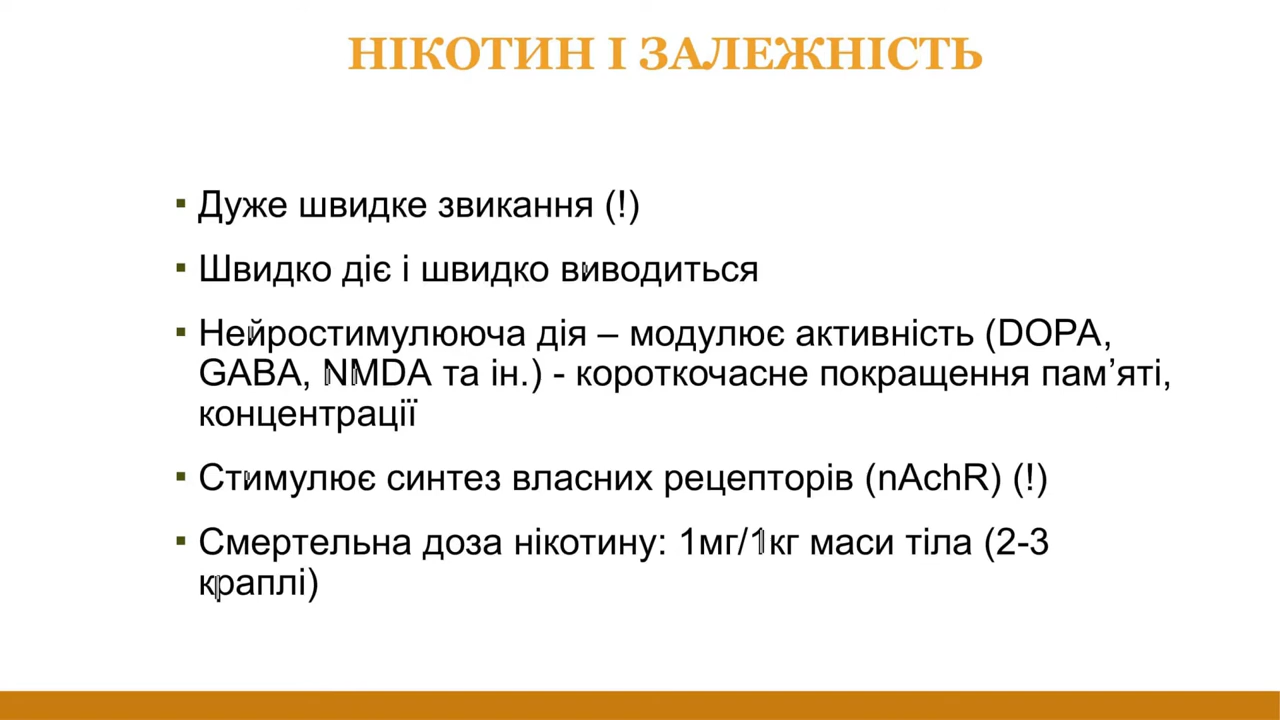 НІКОТИН І ЗАЛЕЖНІСТЬ
▪ Дуже швидке звикання (!)
▪ Швидко діє і швидко виводиться
▪ Нейростимулююча дія – модулює активність (DOPA,
GABA, NMDA та ін.) - короткочасне покращення пам’яті,
концентрації
▪ Стимулює синтез власних рецепторів (nAchR) (!)
▪ Смертельна доза нікотину: 1мг/1кг маси тіла (2-3
краплі)